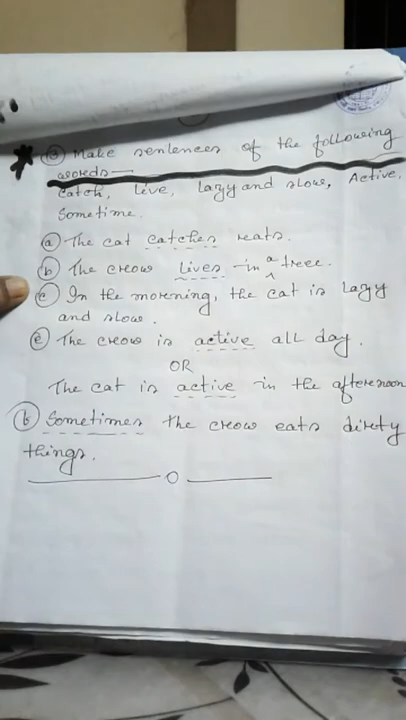 (B) Make sentences of the following
words—
Catch, live, lazy and slow, Active,
Sometime.
(a) The cat catches reats.
(b) The crow lives in a tree.
(c) In the morning, the cat is lazy
and slow.
(e) The crow is active all day.
OR
The cat is active in the afternoon
(b) Sometimes the crow eats dirty
things.